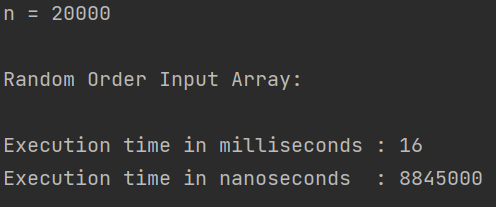 n = 20000
Random Order Input Array:
Execution time in milliseconds : 16
Execution time in nanoseconds  : 8845000